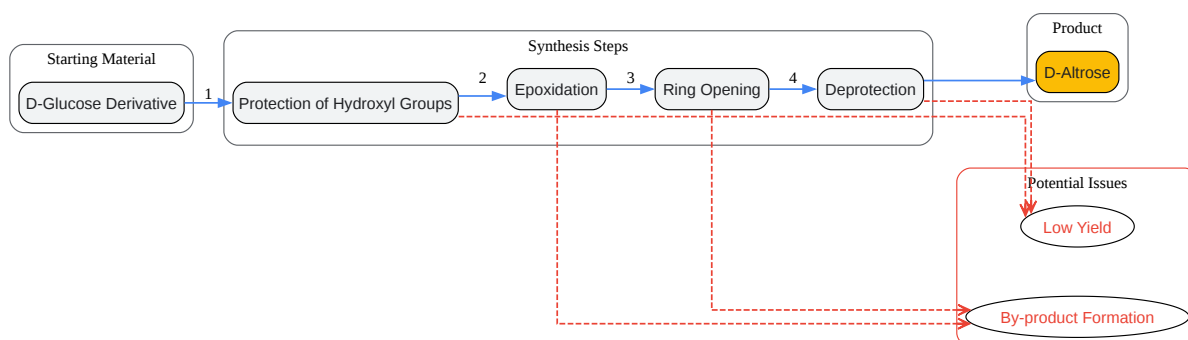 Starting Material
D-Glucose Derivative
1
Synthesis Steps
Protection of Hydroxyl Groups
2
Epoxidation
3
Ring Opening
4
Deprotection
Product
D-Altrose
Potential Issues
Low Yield
By-product Formation